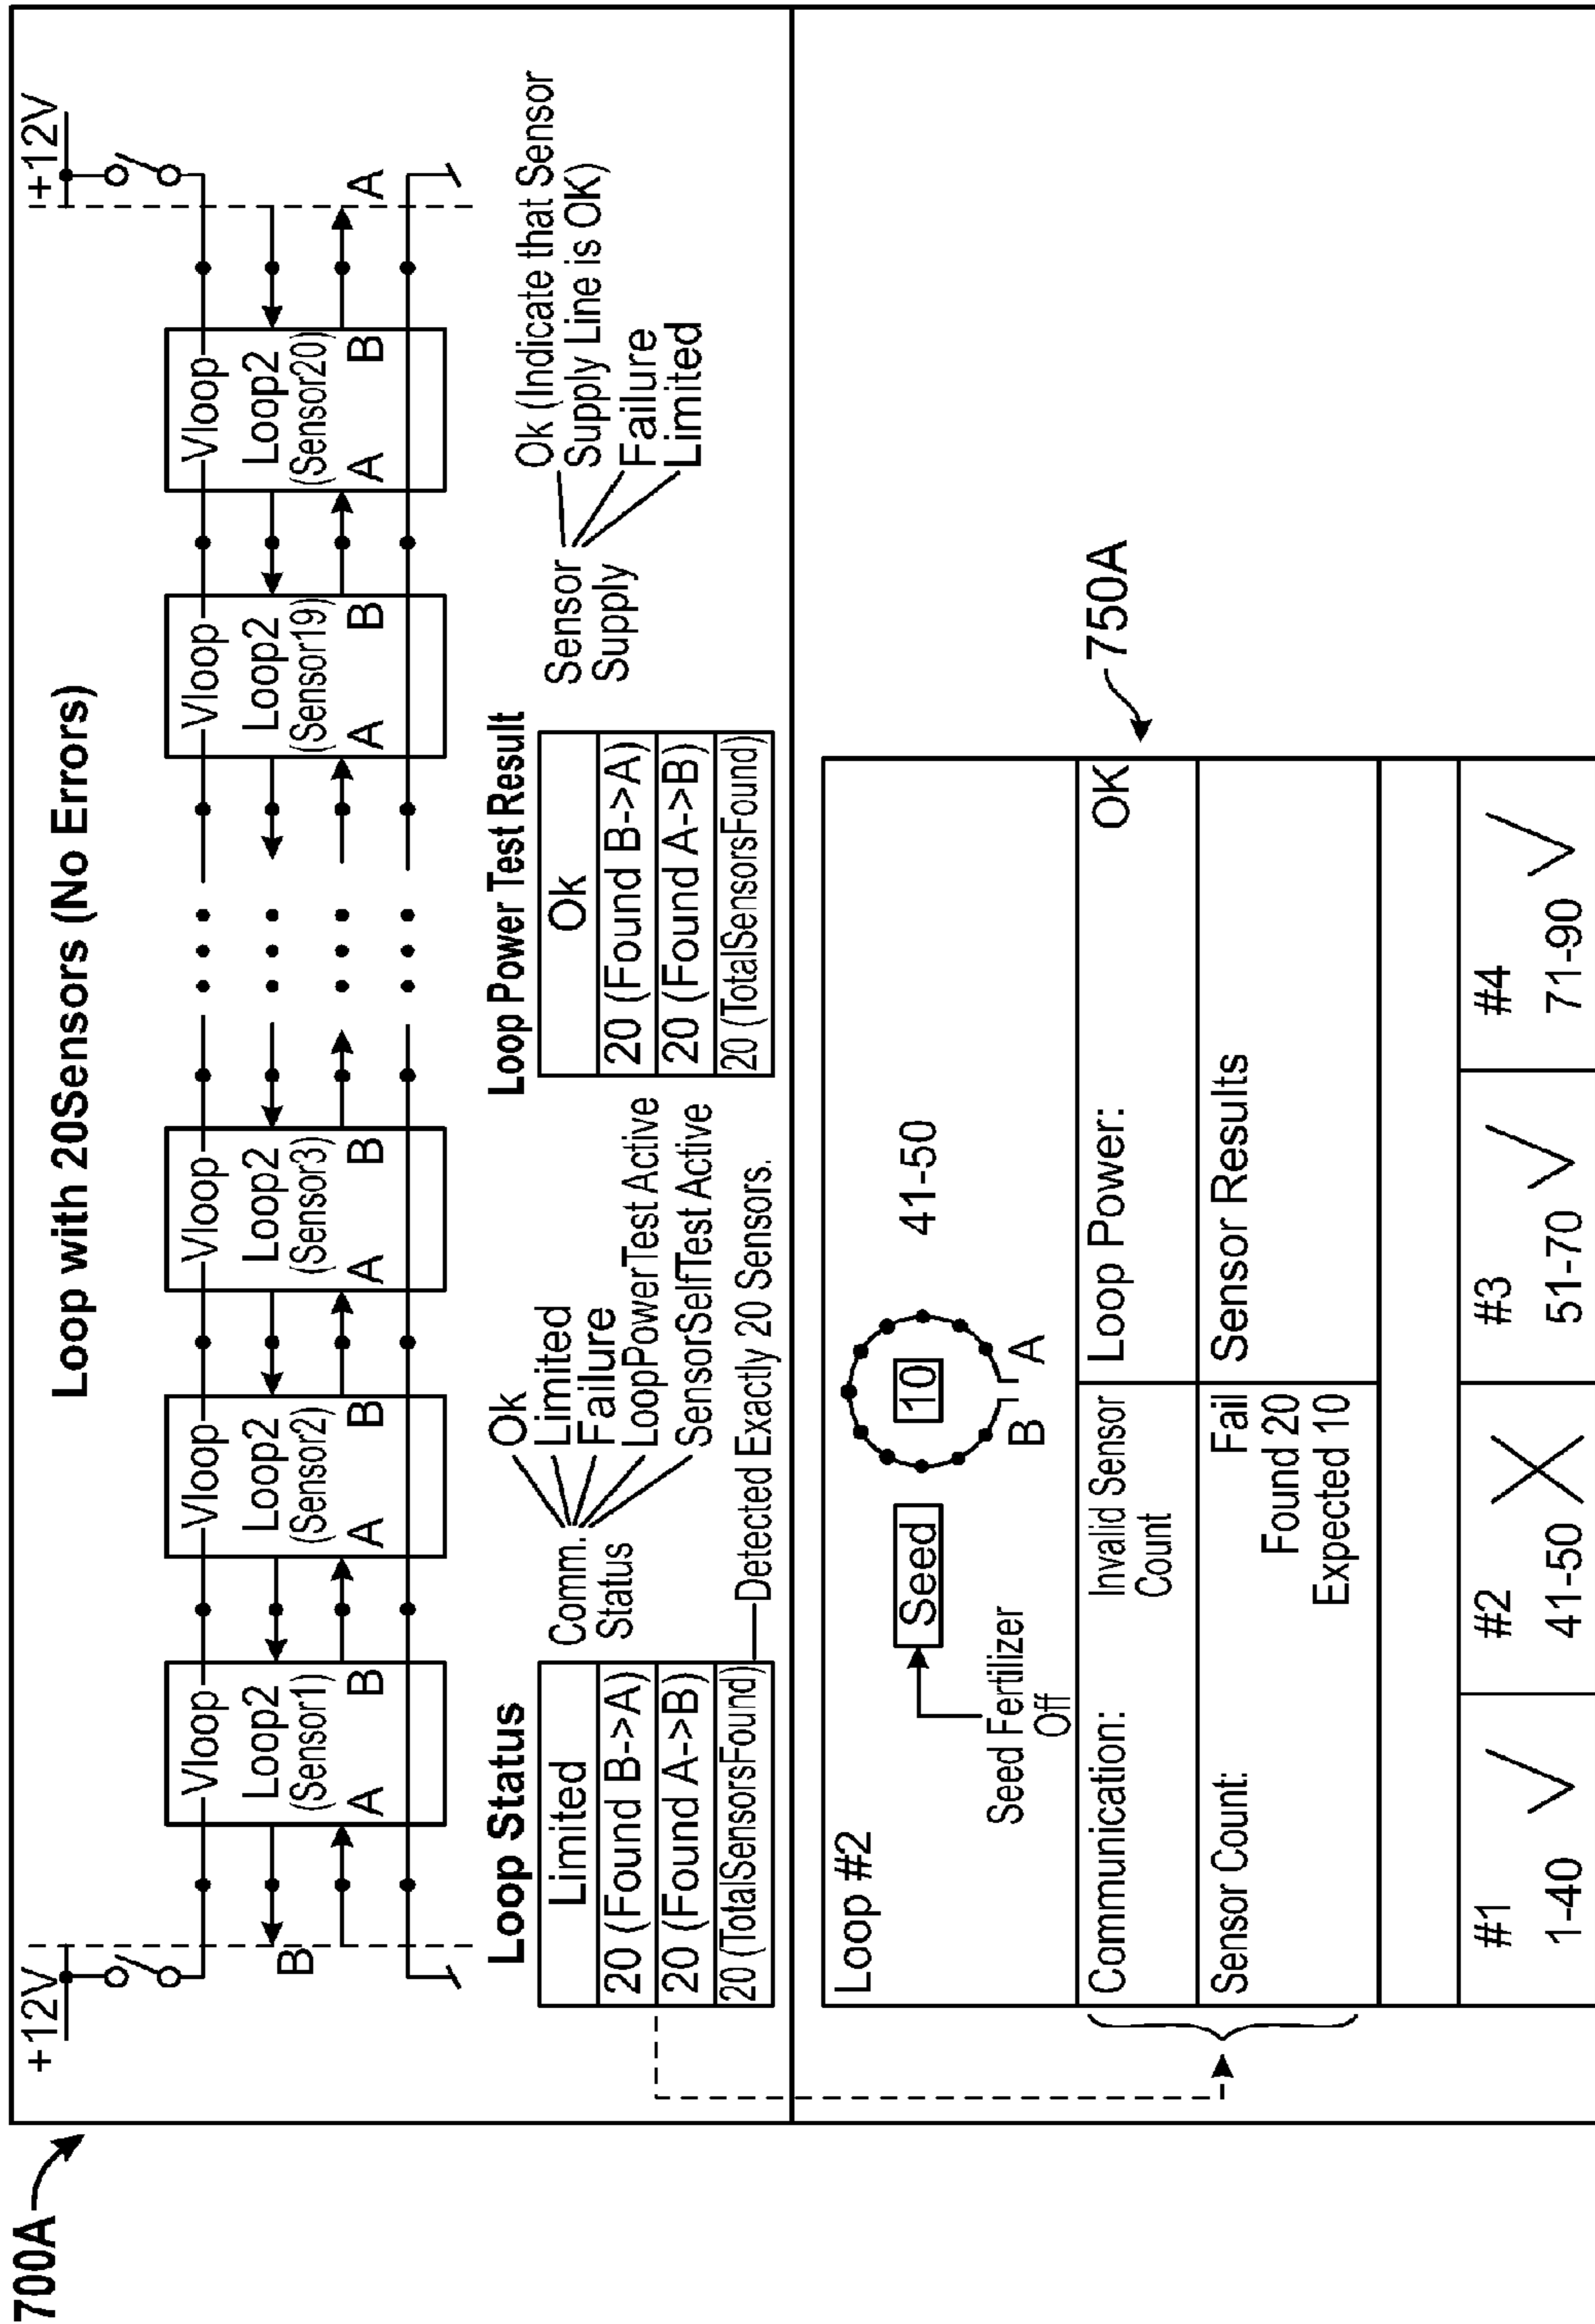 700A
Loop with 20Sensors (No Errors)
+12V
+12V
B
A
Vloop
Loop2
(Sensor1)
A
B
Vloop
Loop2
(Sensor2)
A
B
Vloop
Loop2
(Sensor3)
A
B
Vloop
Loop2
(Sensor19)
A
B
Vloop
Loop2
(Sensor20)
A
B
Loop Status
Limited
20 (Found B->A)
20 (Found A->B)
20 (TotalSensorsFound)
Comm.
Status
Ok
Limited
Failure
LoopPowerTest Active
SensorSelfTest Active
Detected Exactly 20 Sensors.
Loop Power Test Result
Ok
20 (Found B->A)
20 (Found A->B)
20 (TotalSensorsFound)
Sensor
Supply
Ok (Indicate that Sensor
Supply Line is OK)
Failure
Limited
750A
Loop #2
Seed
Seed Fertilizer
Off
10
B
A
41-50
Communication:
Invalid Sensor
Count
Loop Power:
OK
Sensor Count:
Fail
Found 20
Expected 10
Sensor Results
#1
1-40
#2
41-50
#3
51-70
#4
71-90